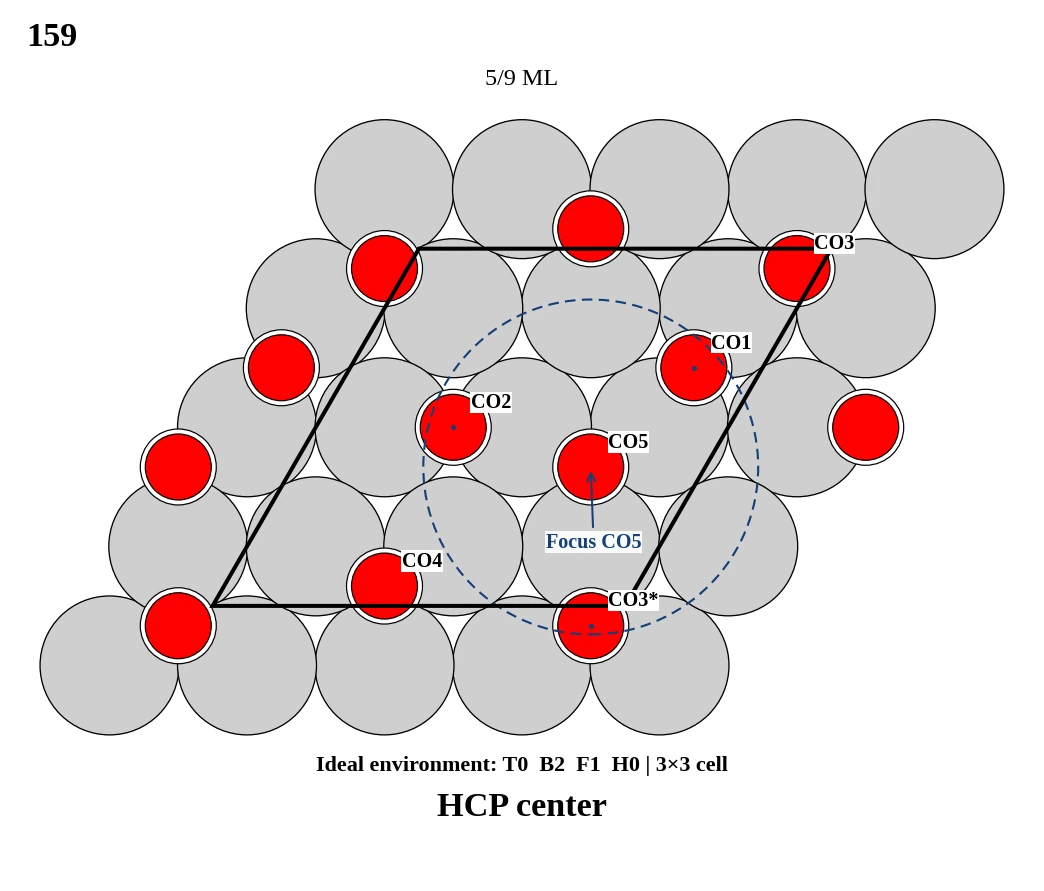 159
5/9 ML
CO3
CO1
CO2
CO5
Focus CO5
CO4
CO3*
Ideal environment: T0 B2 F1 H0 | 3×3 cell
HCP center